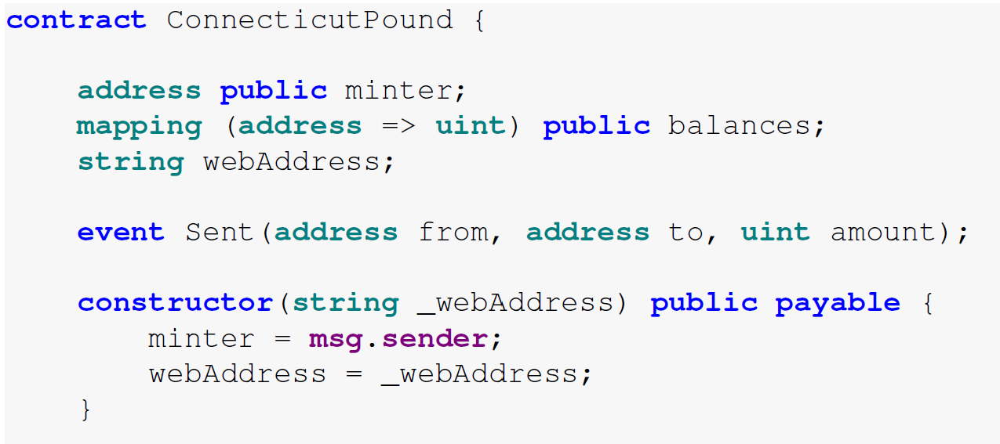 contract ConnecticutPound {
address public minter;
mapping (address => uint) public balances;
string webAddress;
event Sent(address from, address to, uint amount);
constructor(string _webAddress) public payable {
minter = msg.sender;
webAddress = _webAddress;
}